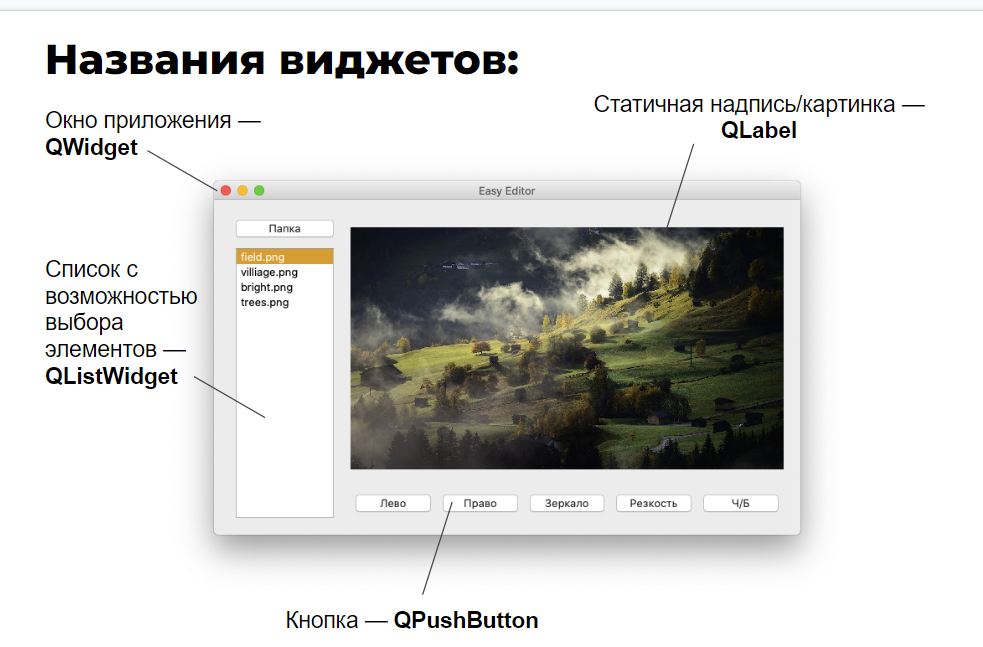 Названия виджетов:
Окно приложения —
QWidget
Статичная надпись/картинка —
QLabel
Easy Editor
Папка
field.png
villiage.png
bright.png
trees.png
Список с
возможностью
выбора
элементов —
QListWidget
Лево
Право
Зеркало
Резкость
Ч/Б
Кнопка — QPushButton